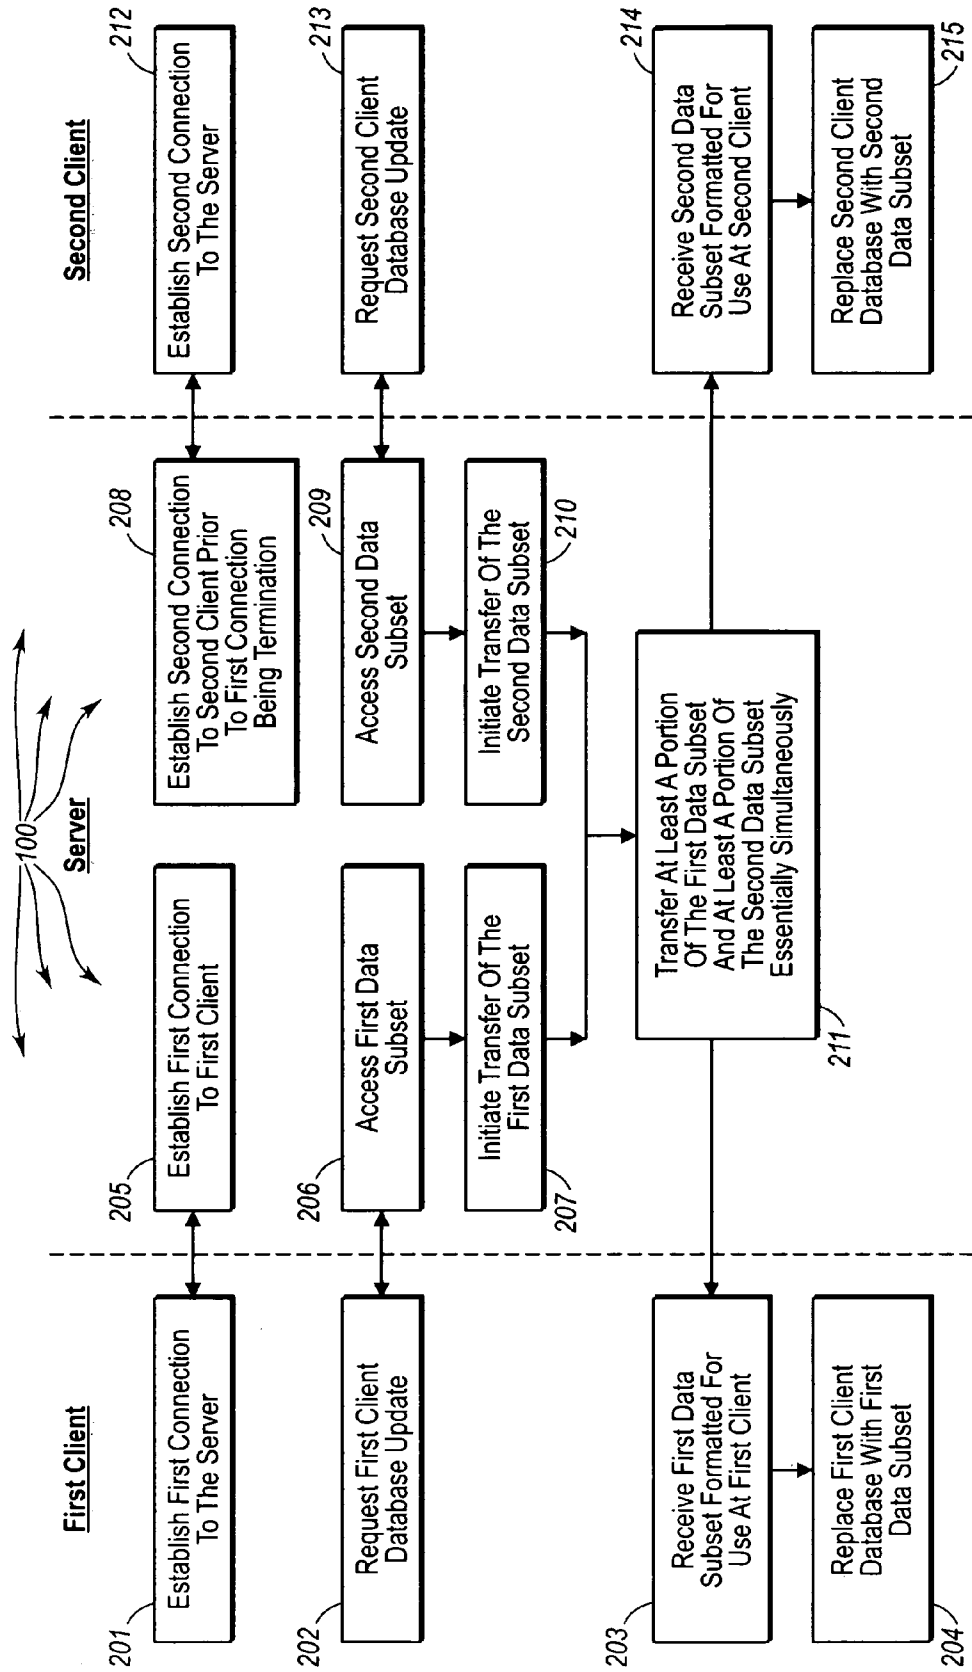 100
First Client
Server
Second Client
201
Establish First Connection
To The Server
205
Establish First Connection
To First Client
208
Establish Second Connection
To Second Client Prior
To First Connection
Being Termination
212
Establish Second Connection
To The Server
202
Request First Client
Database Update
206
Access First Data
Subset
209
Access Second Data
Subset
213
Request Second Client
Database Update
207
Initiate Transfer Of The
First Data Subset
210
Initiate Transfer Of The
Second Data Subset
203
Receive First Data
Subset Formatted For
Use At First Client
211
Transfer At Least A Portion
Of The First Data Subset
And At Least A Portion Of
The Second Data Subset
Essentially Simultaneously
214
Receive Second Data
Subset Formatted For
Use At Second Client
204
Replace First Client
Database With First
Data Subset
215
Replace Second Client
Database With Second
Data Subset